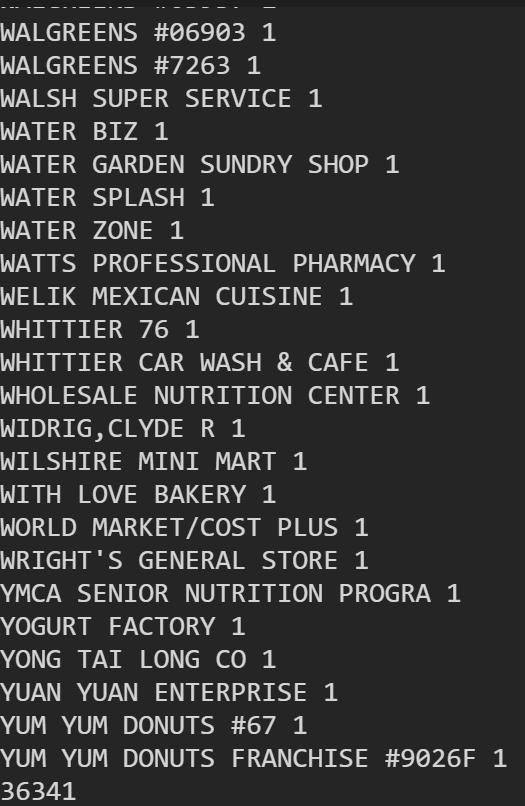 WALGREENS #06903 1
WALGREENS #7263 1
WALSH SUPER SERVICE 1
WATER BIZ 1
WATER GARDEN SUNDRY SHOP 1
WATER SPLASH 1
WATER ZONE 1
WATTS PROFESSIONAL PHARMACY 1
WELIK MEXICAN CUISINE 1
WHITTIER 76 1
WHITTIER CAR WASH & CAFE 1
WHOLESALE NUTRITION CENTER 1
WIDRIG,CLYDE R 1
WILSHIRE MINI MART 1
WITH LOVE BAKERY 1
WORLD MARKET/COST PLUS 1
WRIGHT'S GENERAL STORE 1
YMCA SENIOR NUTRITION PROGRA 1
YOGURT FACTORY 1
YONG TAI LONG CO 1
YUAN YUAN ENTERPRISE 1
YUM YUM DONUTS #67 1
YUM YUM DONUTS FRANCHISE #9026F 1
36341